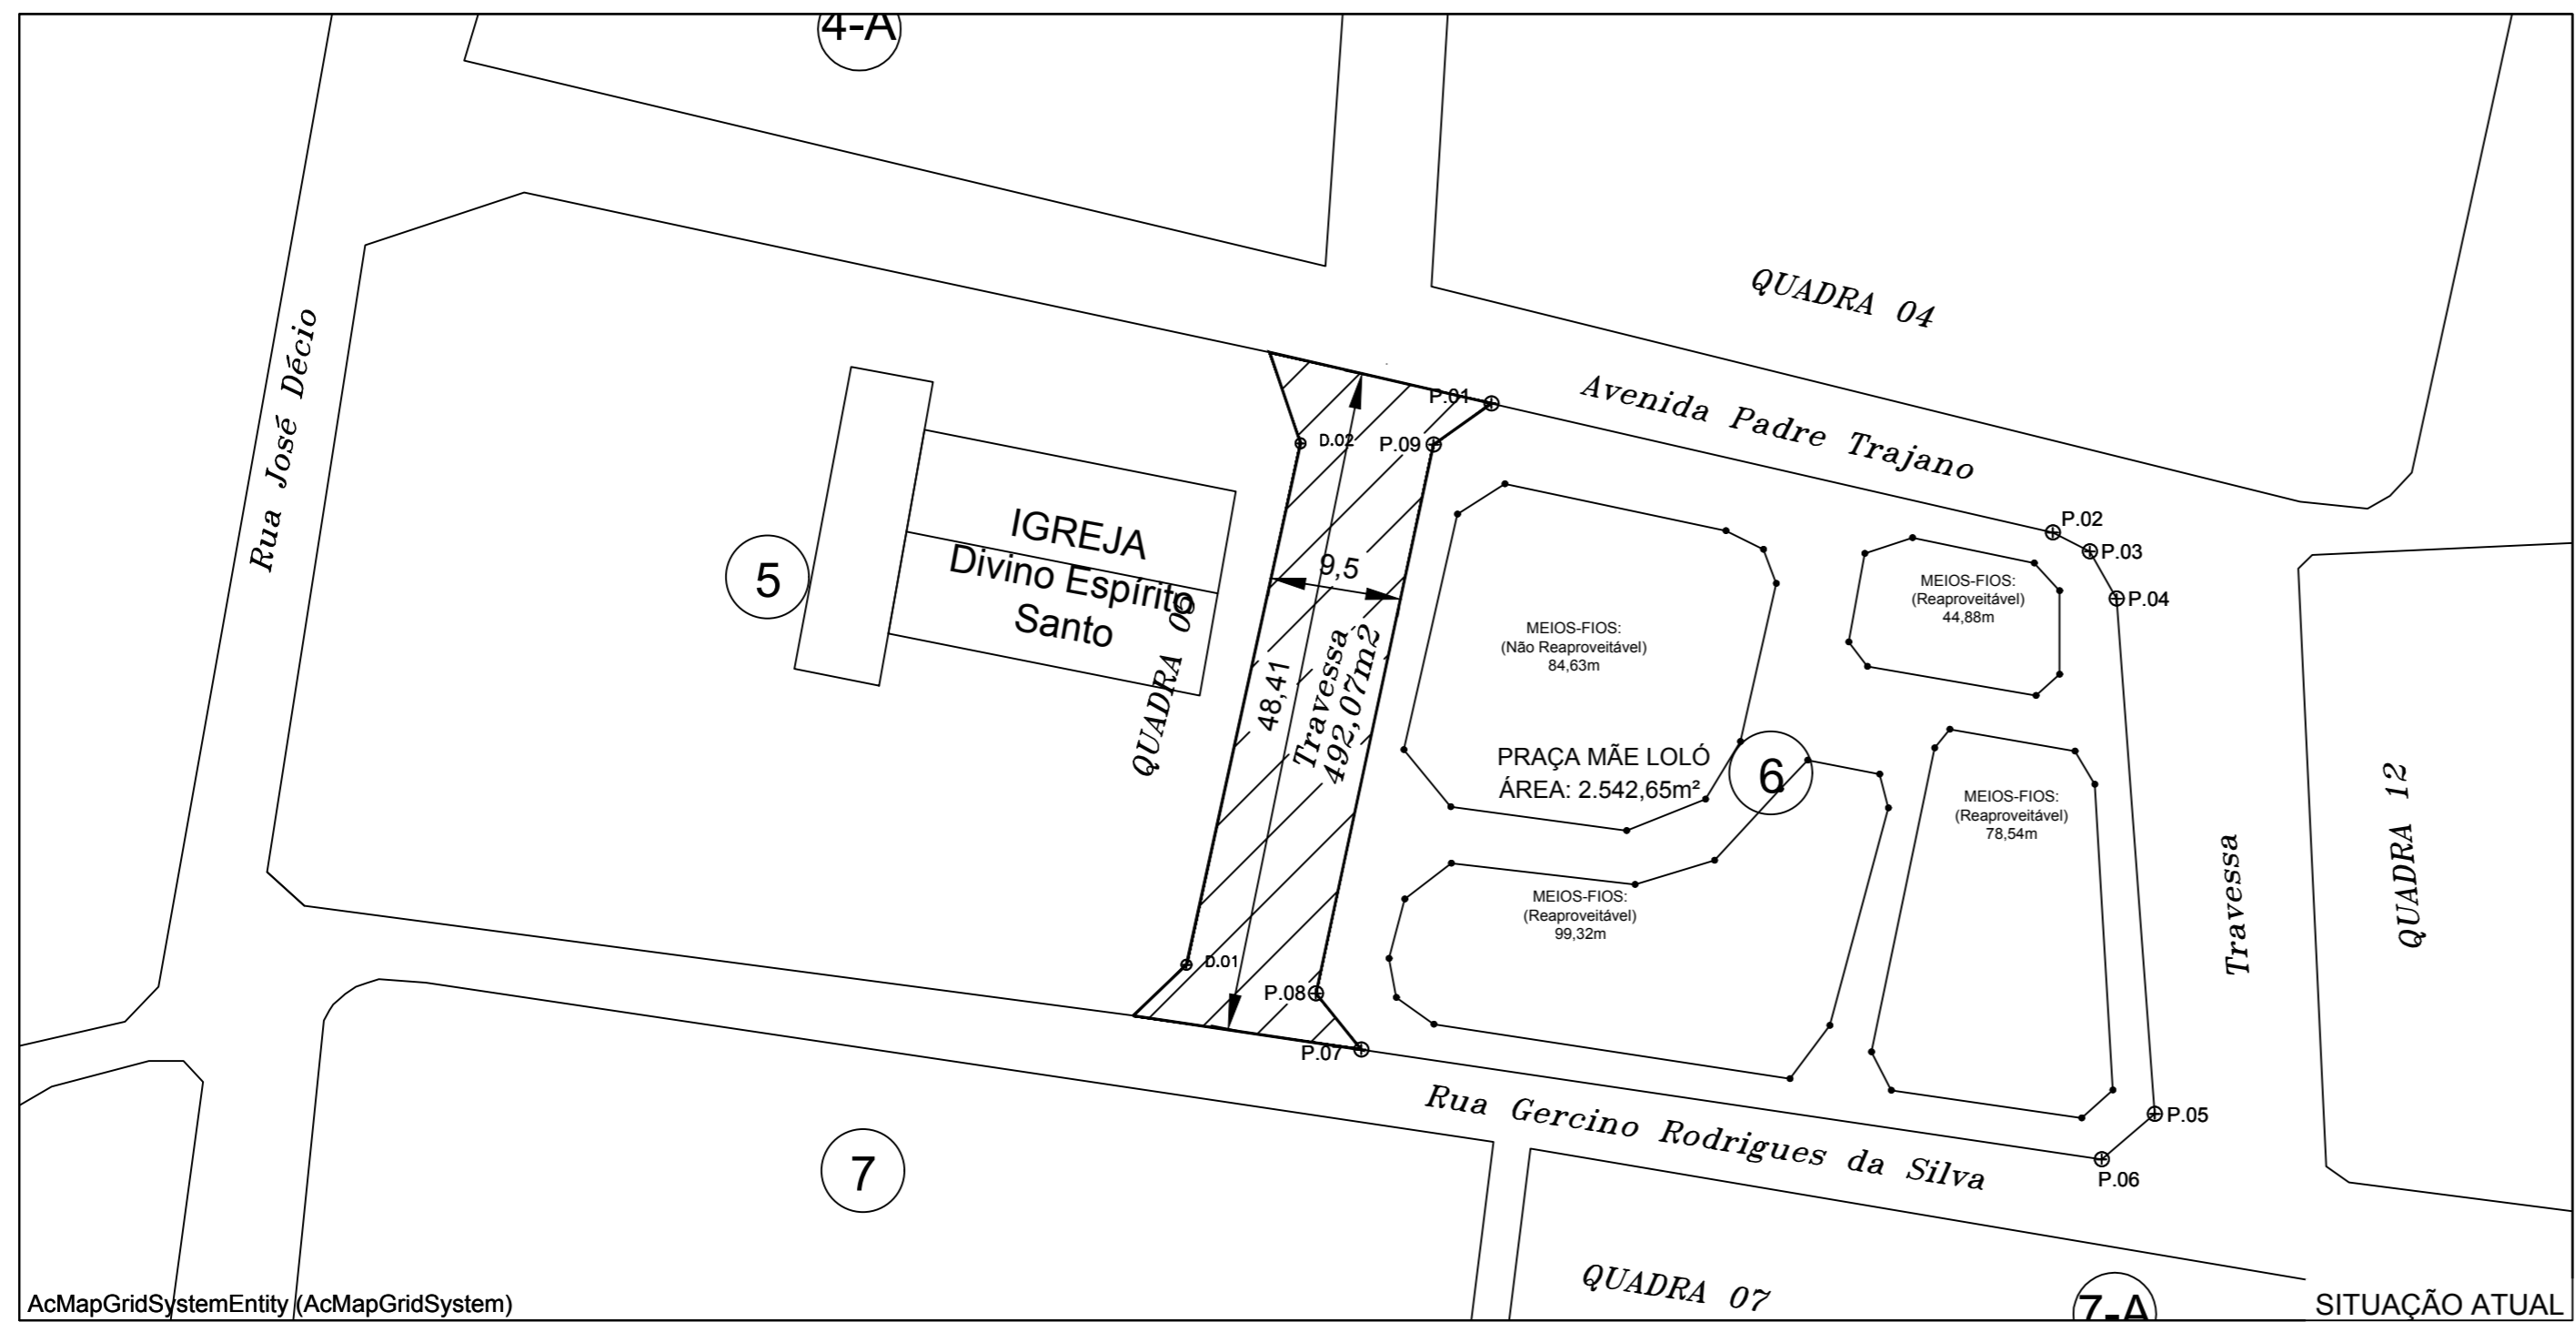 4-A
QUADRA 04
Rua José Décio
Avenida Padre Trajano
P.01
D.02
P.09
P.02
P.03
P.04
IGREJA
Divino Espírito
Santo
5
9,5
MEIOS-FIOS:
(Não Reaproveitável)
84,63m
MEIOS-FIOS:
(Reaproveitável)
44,88m
48,41
Travessa
492,07m2
PRAÇA MÃE LOLÓ
ÁREA: 2.542,65m²
6
MEIOS-FIOS:
(Reaproveitável)
78,54m
QUADRA 12
Travessa
MEIOS-FIOS:
(Reaproveitável)
99,32m
D.01
P.08
P.07
P.05
P.06
Rua Gercino Rodrigues da Silva
7
QUADRA 07
7-A
AcMapGridSystemEntity (AcMapGridSystem)
SITUAÇÃO ATUAL
QUADRA